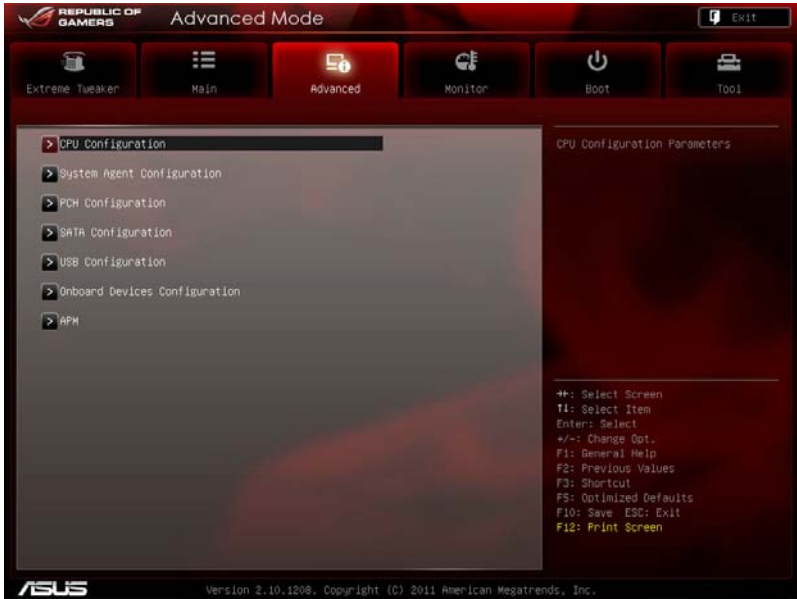 REPUBLIC OF
GAMERS
Advanced Mode
Exit
Extreme Tweaker
Main
Advanced
Monitor
Boot
Tool
CPU Configuration
System Agent Configuration
PCH Configuration
SATA Configuration
USB Configuration
Onboard Devices Configuration
APM
CPU Configuration Parameters
→←: Select Screen
↑↓: Select Item
Enter: Select
+/-: Change Opt.
F1: General Help
F2: Previous Values
F3: Shortcut
F5: Optimized Defaults
F10: Save ESC: Exit
F12: Print Screen
ASUS
Version 2.10.1208. Copyright (C) 2011 American Megatrends, Inc.